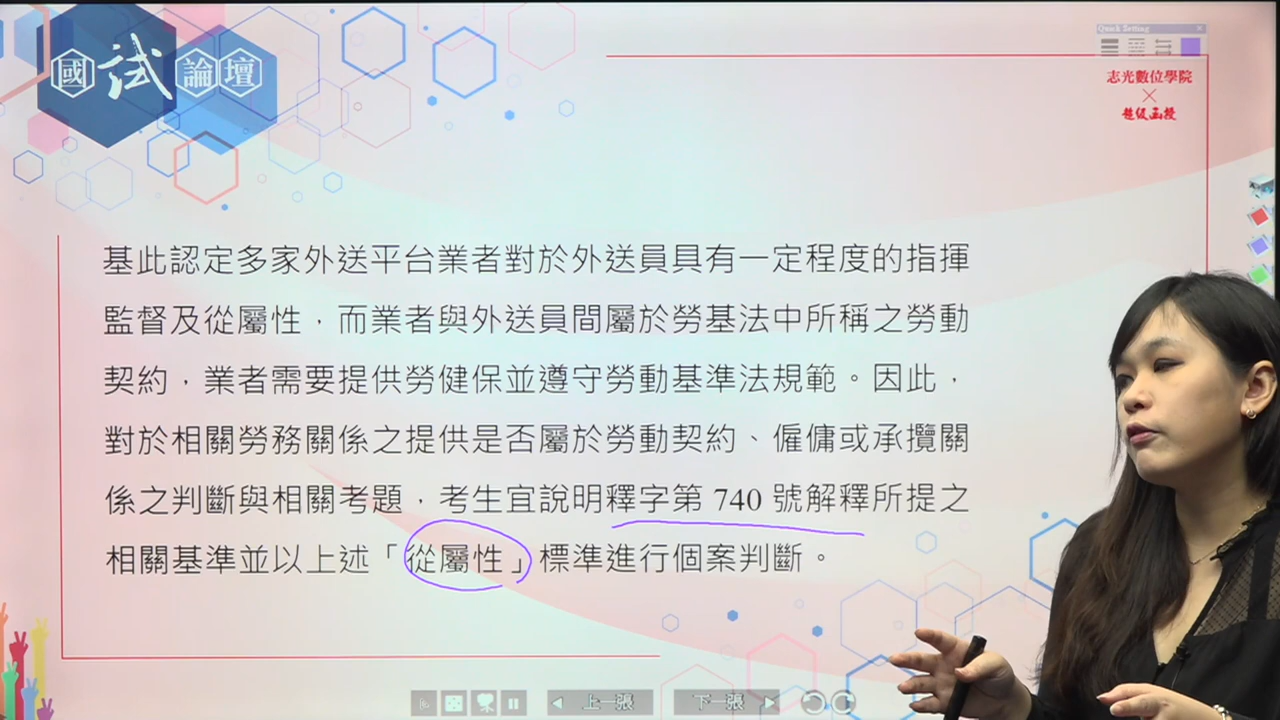 國試論壇
Quick Setting
志光數位學院
×
超級函授
基此認定多家外送平台業者對於外送員具有一定程度的指揮
監督及從屬性，而業者與外送員間屬於勞基法中所稱之勞動
契約，業者需要提供勞健保並遵守勞動基準法規範。因此，
對於相關勞務關係之提供是否屬於勞動契約、僱傭或承攬關
係之判斷與相關考題，考生宜說明釋字第 740 號解釋所提之
相關基準並以上述「從屬性」標準進行個案判斷。
上一張
下一張